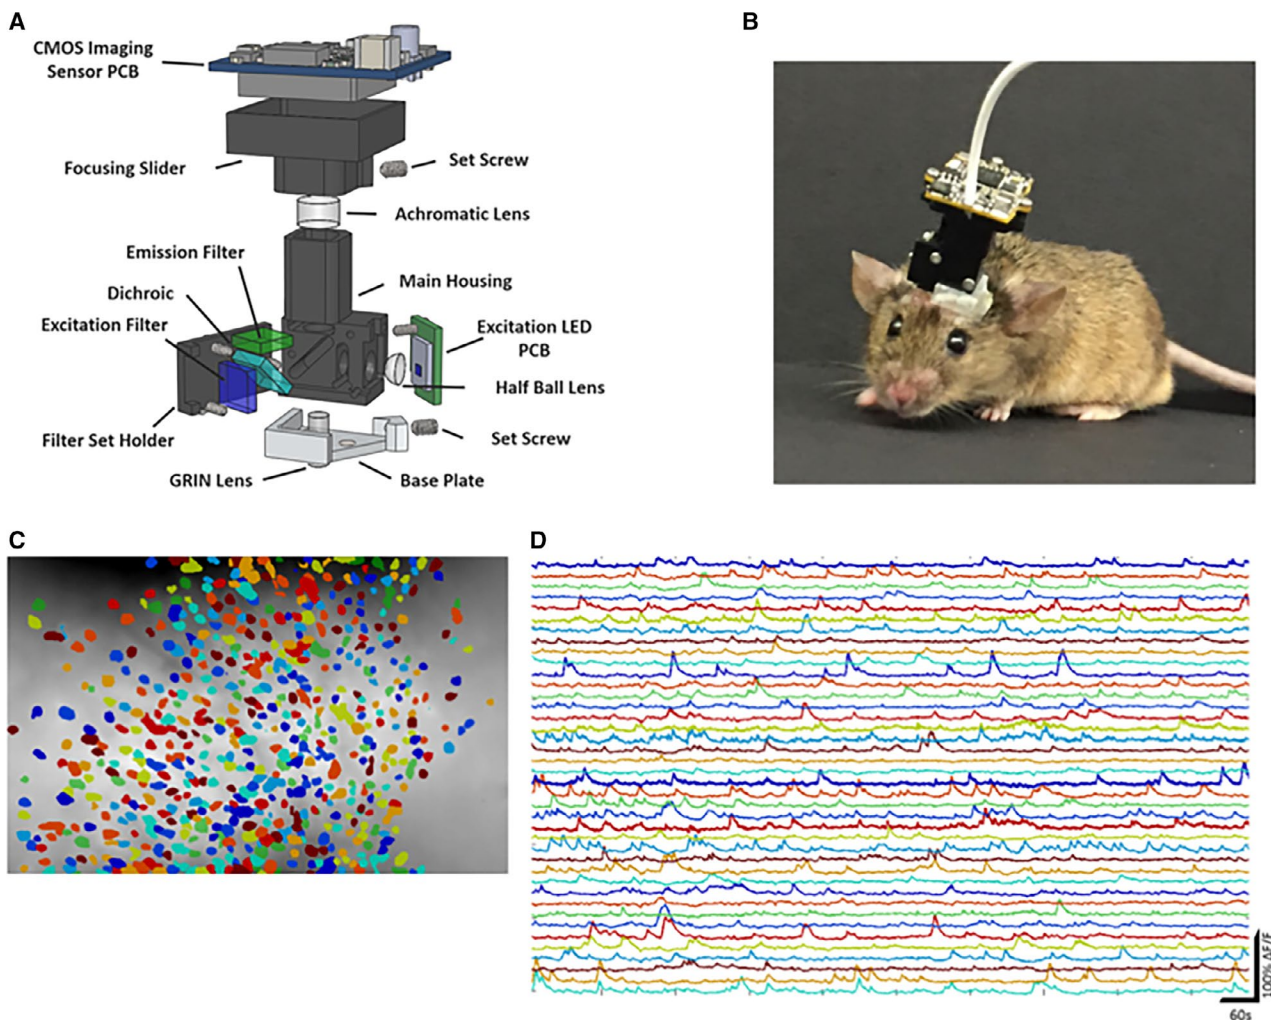 A
CMOS Imaging
Sensor PCB
Focusing Slider
Set Screw
Achromatic Lens
Emission Filter
Dichroic
Main Housing
Excitation Filter
Excitation LED
PCB
Half Ball Lens
Filter Set Holder
Set Screw
GRIN Lens
Base Plate
B
C
D
100% ΔF/F
60s